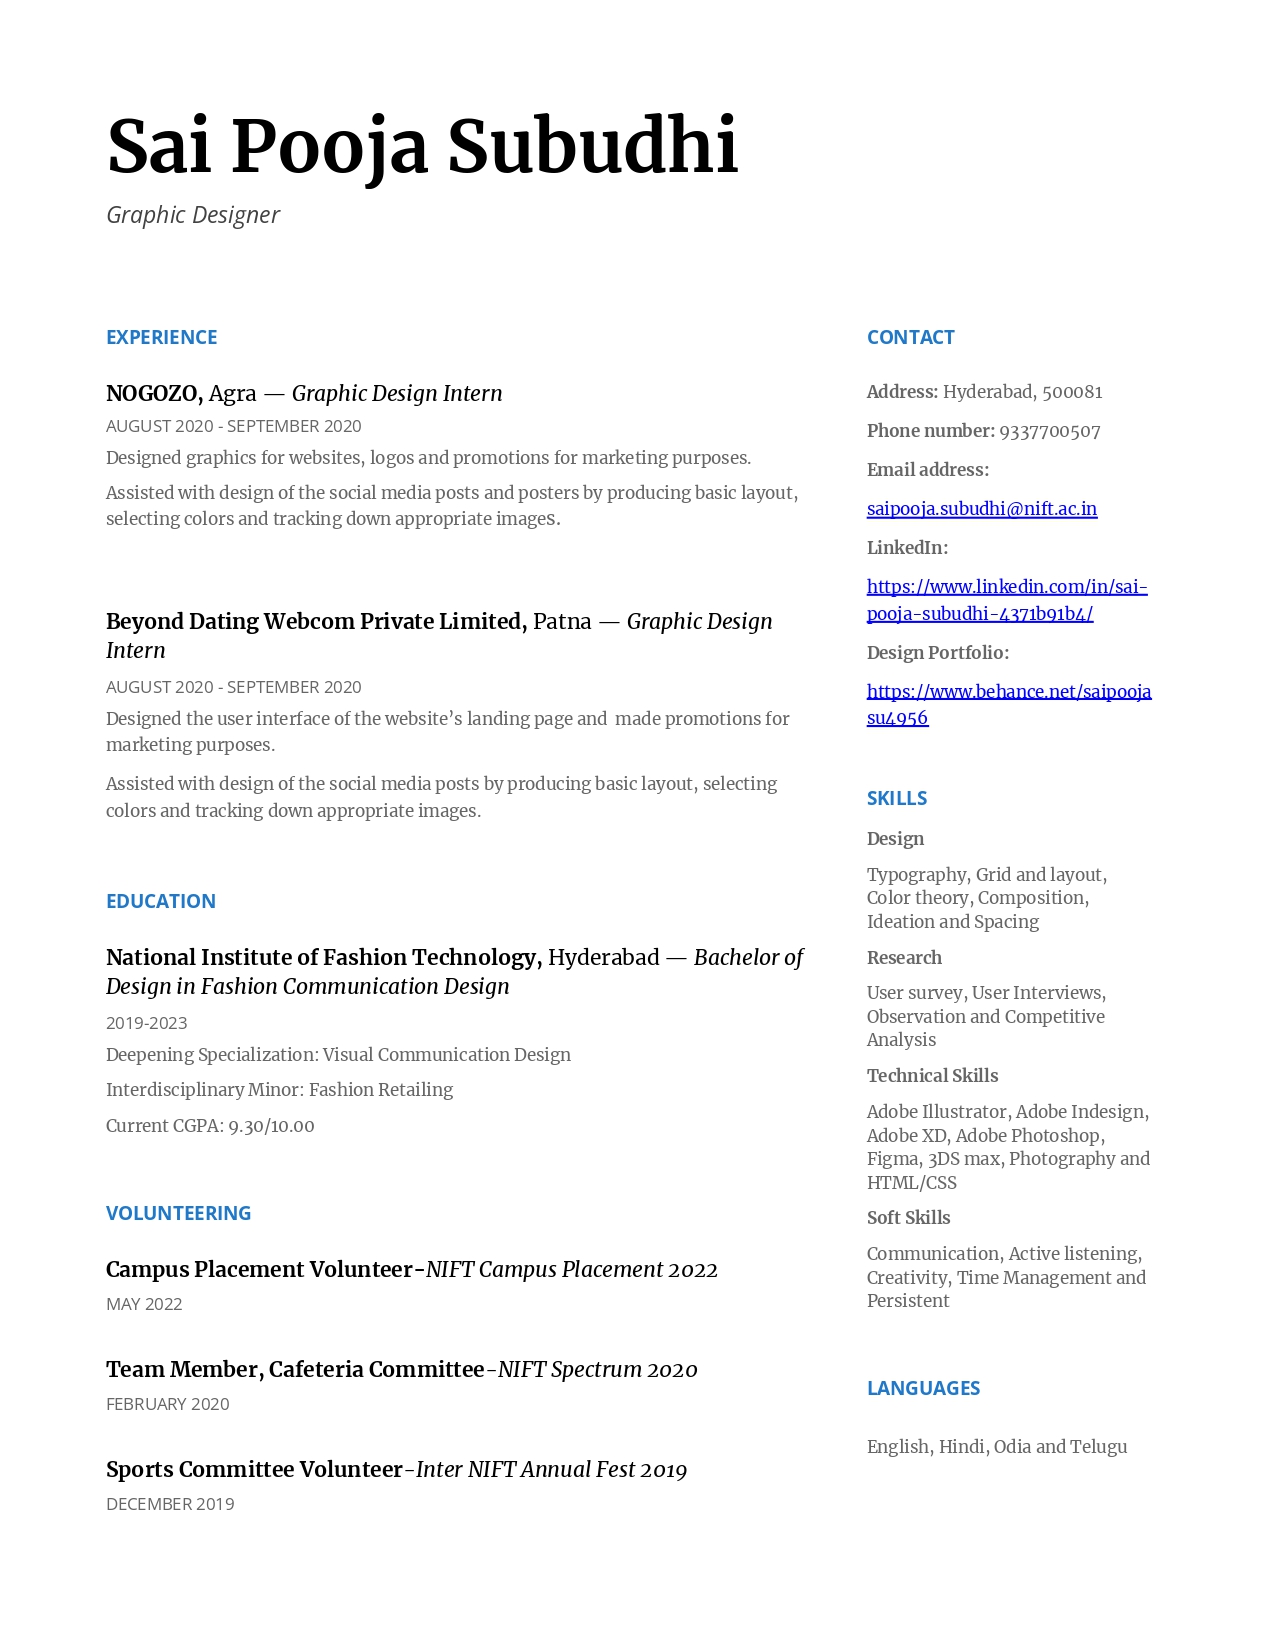 Sai Pooja Subudhi
Graphic Designer
EXPERIENCE
NOGOZO, Agra — Graphic Design Intern
AUGUST 2020 - SEPTEMBER 2020
Designed graphics for websites, logos and promotions for marketing purposes.
Assisted with design of the social media posts and posters by producing basic layout,
selecting colors and tracking down appropriate images.
Beyond Dating Webcom Private Limited, Patna — Graphic Design
Intern
AUGUST 2020 - SEPTEMBER 2020
Designed the user interface of the website’s landing page and  made promotions for
marketing purposes.
Assisted with design of the social media posts by producing basic layout, selecting
colors and tracking down appropriate images.
EDUCATION
National Institute of Fashion Technology, Hyderabad — Bachelor of
Design in Fashion Communication Design
2019-2023
Deepening Specialization: Visual Communication Design
Interdisciplinary Minor: Fashion Retailing
Current CGPA: 9.30/10.00
VOLUNTEERING
Campus Placement Volunteer-NIFT Campus Placement 2022
MAY 2022
Team Member, Cafeteria Committee-NIFT Spectrum 2020
FEBRUARY 2020
Sports Committee Volunteer-Inter NIFT Annual Fest 2019
DECEMBER 2019
CONTACT
Address: Hyderabad, 500081
Phone number: 9337700507
Email address:
saipooja.subudhi@nift.ac.in
LinkedIn:
https://www.linkedin.com/in/sai-
pooja-subudhi-4371b91b4/
Design Portfolio:
https://www.behance.net/saipooja
su4956
SKILLS
Design
Typography, Grid and layout,
Color theory, Composition,
Ideation and Spacing
Research
User survey, User Interviews,
Observation and Competitive
Analysis
Technical Skills
Adobe Illustrator, Adobe Indesign,
Adobe XD, Adobe Photoshop,
Figma, 3DS max, Photography and
HTML/CSS
Soft Skills
Communication, Active listening,
Creativity, Time Management and
Persistent
LANGUAGES
English, Hindi, Odia and Telugu